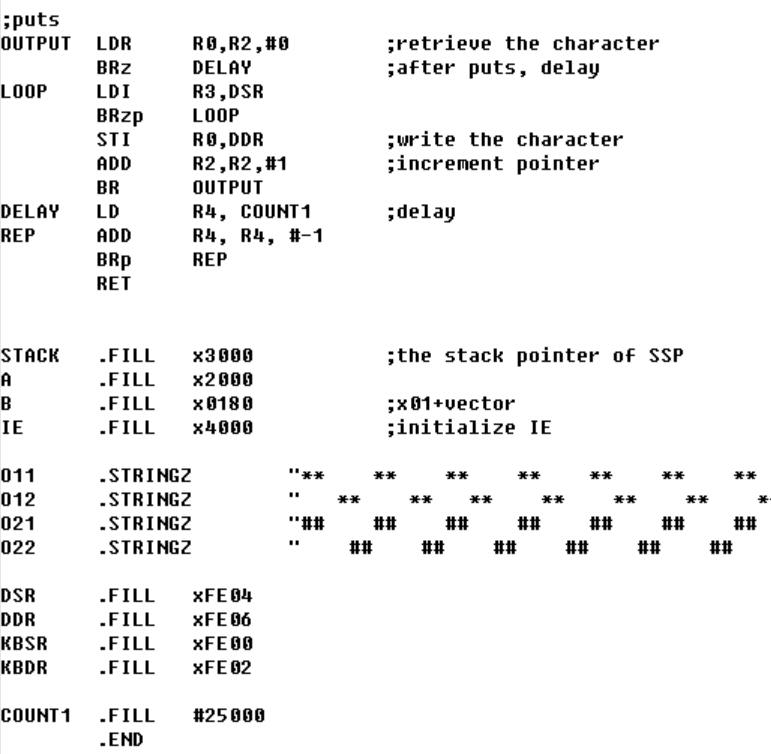 ;puts
OUTPUT  LDR     R0,R2,#0        ;retrieve the character
        BRz     DELAY           ;after puts, delay
LOOP    LDI     R3,DSR
        BRzp    LOOP
        STI     R0,DDR          ;write the character
        ADD     R2,R2,#1        ;increment pointer
        BR      OUTPUT
DELAY   LD      R4, COUNT1      ;delay
REP     ADD     R4, R4, #-1
        BRp     REP
        RET
STACK   .FILL   x3000           ;the stack pointer of SSP
A       .FILL   x2000
B       .FILL   x0180           ;x01+vector
IE      .FILL   x4000           ;initialize IE
O11     .STRINGZ        "**    **    **    **    **    **    **
O12     .STRINGZ        "   **    **   **    **    **    **    *
O21     .STRINGZ        "##    ##    ##    ##    ##    ##    ##
O22     .STRINGZ        "    ##    ##    ##    ##    ##    ##
DSR     .FILL   xFE04
DDR     .FILL   xFE06
KBSR    .FILL   xFE00
KBDR    .FILL   xFE02
COUNT1  .FILL   #25000
        .END